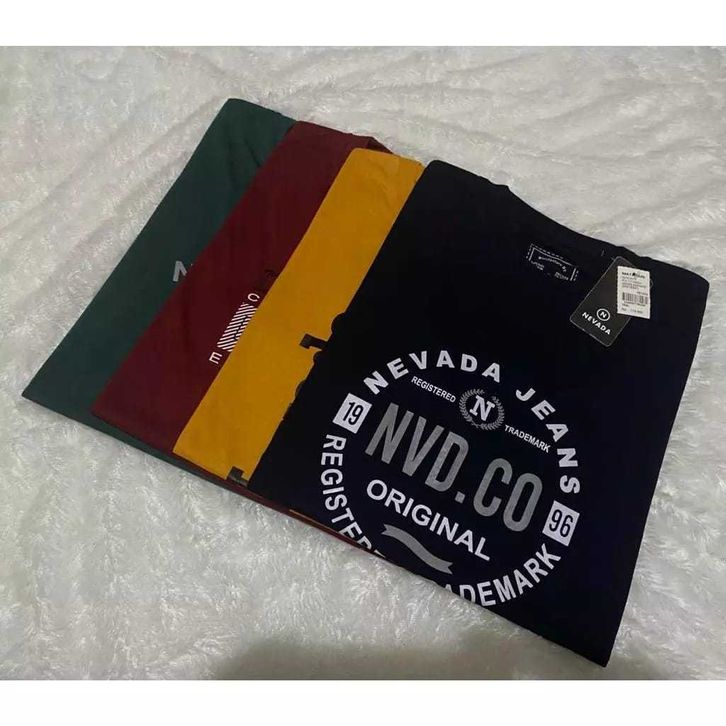 N
NEVADA
NEVADA JEANS
REGISTERED
N
TRADEMARK
19
NVD.CO
96
ORIGINAL
REGISTERED TRADEMARK
N
C
E